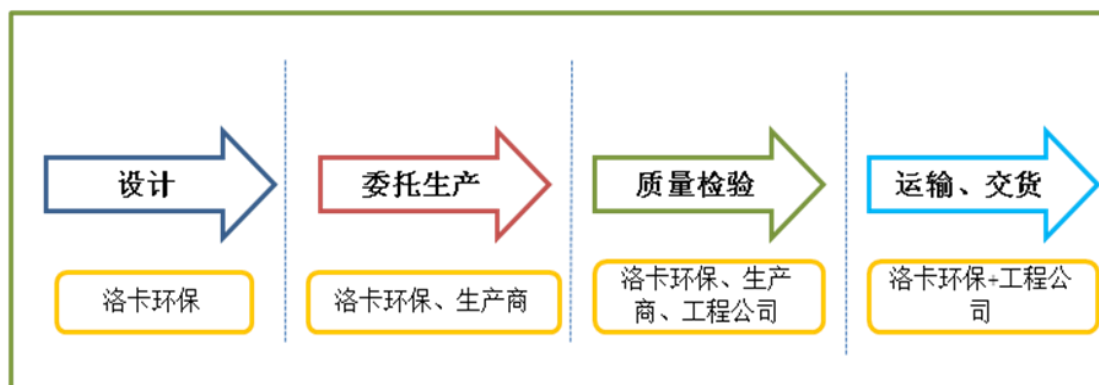 设计
委托生产
质量检验
运输、交货
洛卡环保
洛卡环保、生产商
洛卡环保、生产
商、工程公司
洛卡环保+工程公
司